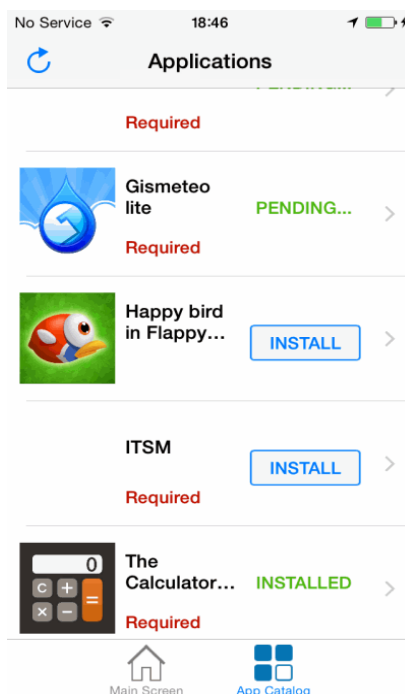 No Service 18:46
Applications
PENDING...
Required
Gismeteo
lite
PENDING...
Required
Happy bird
in Flappy...
INSTALL
ITSM
INSTALL
Required
0
C + = × −
The
Calculator...
INSTALLED
Required
Main Screen
App Catalog